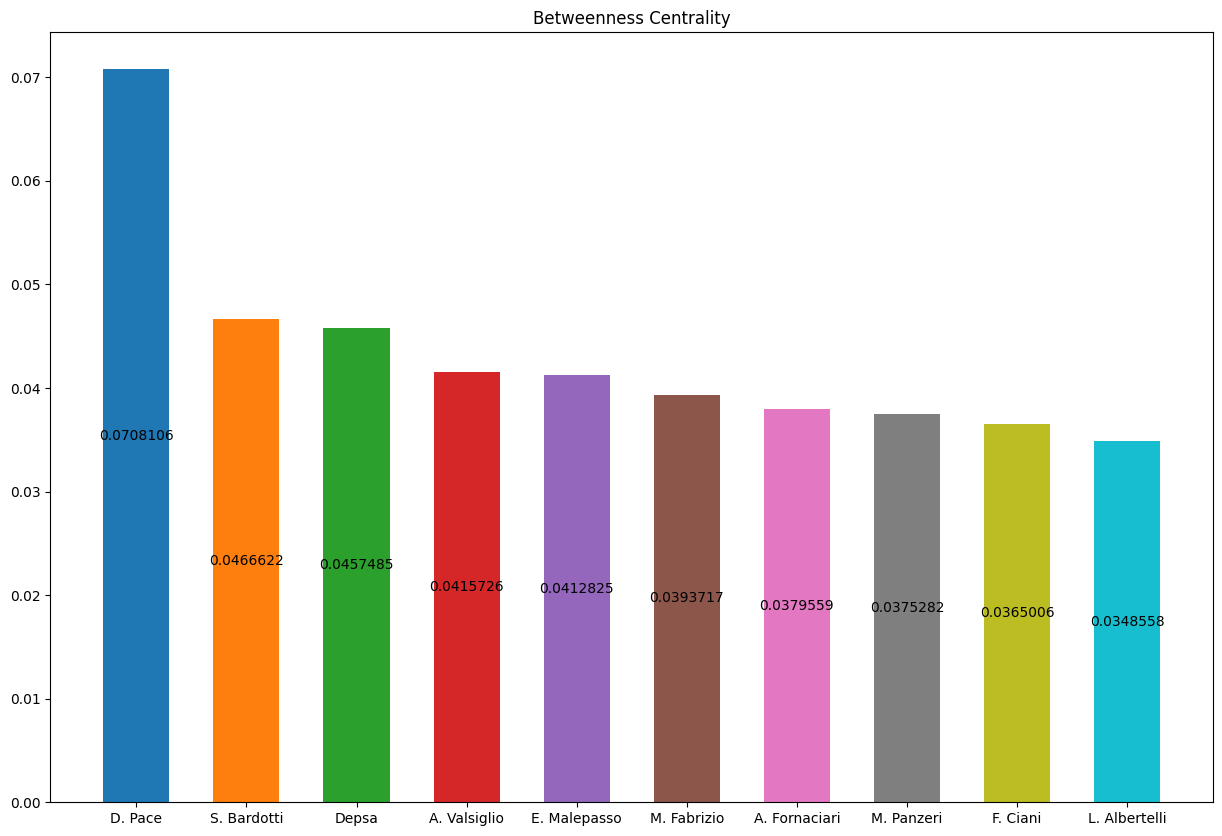 Betweenness Centrality
0.07
0.06
0.05
0.04
0.03
0.02
0.01
0.00
0.0708106
0.0466622
0.0457485
0.0415726
0.0412825
0.0393717
0.0379559
0.0375282
0.0365006
0.0348558
D. Pace
S. Bardotti
Depsa
A. Valsiglio
E. Malepasso
M. Fabrizio
A. Fornaciari
M. Panzeri
F. Ciani
L. Albertelli